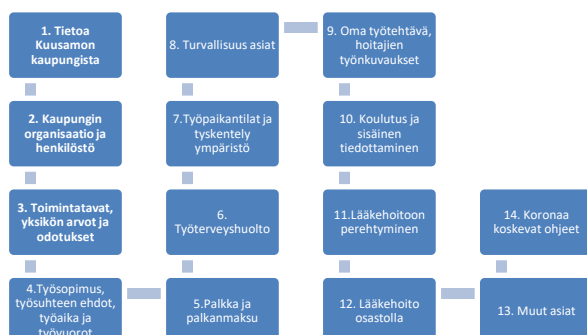 1. Tietoa
Kuusamon
kaupungista
2. Kaupungin
organisaatio ja
henkilöstö
3. Toimintatavat,
yksikön arvot ja
odotukset
4.Työsopimus,
työsuhteen ehdot,
työaika ja
työvuorot
5.Palkka ja
palkanmaksu
6.
Työterveyshuolto
7.Työpaikantilat ja
tyskentely
ympäristö
8. Turvallisuus asiat
9. Oma työtehtävä,
hoitajien
työnkuvaukset
10. Koulutus ja
sisäinen
tiedottaminen
11.Lääkehoitoon
perehtyminen
12. Lääkehoito
osastolla
13. Muut asiat
14. Koronaa
koskevat ohjeet